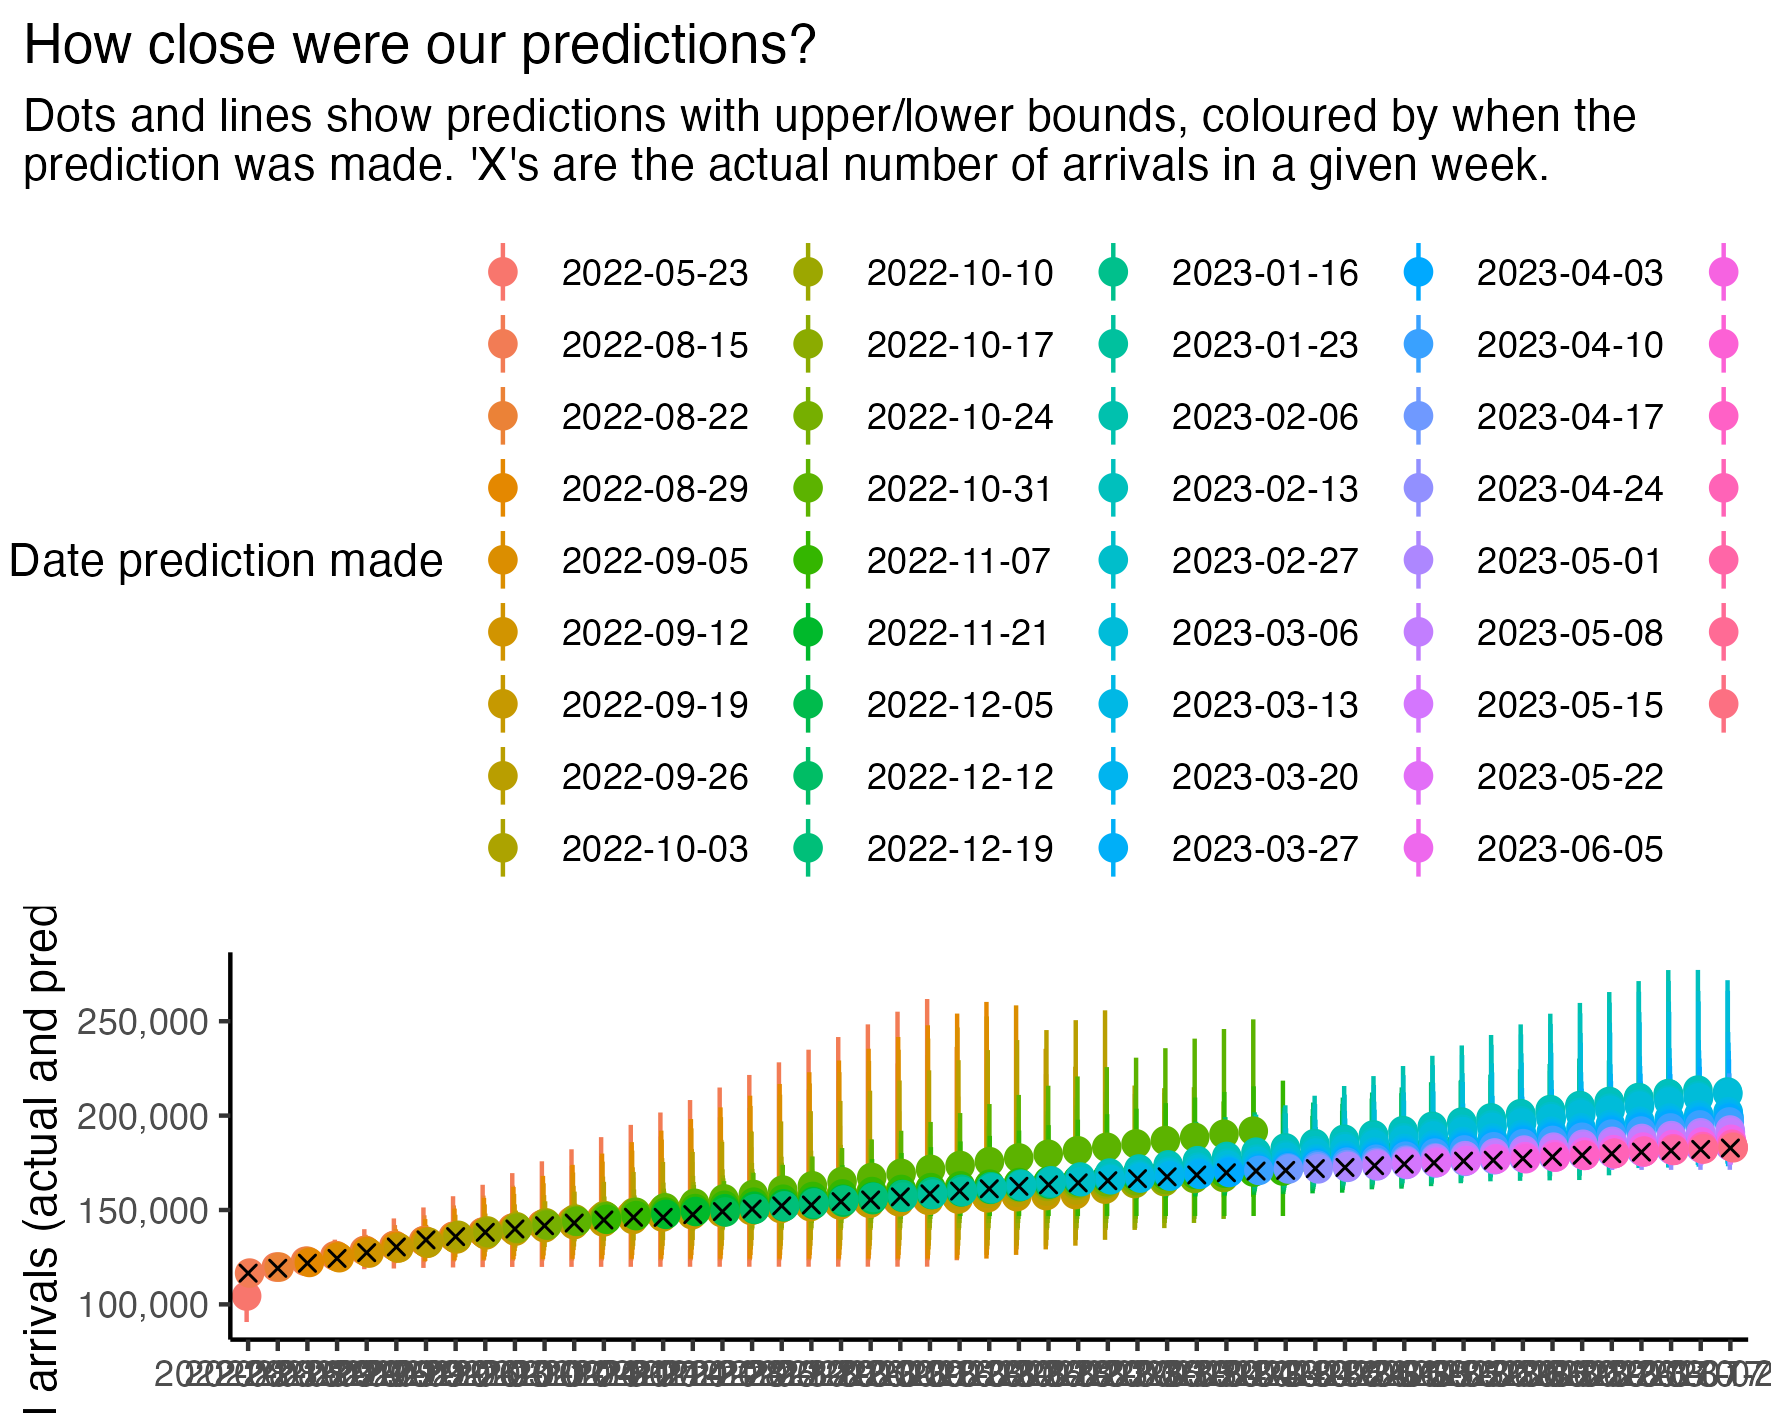 How close were our predictions?
Dots and lines show predictions with upper/lower bounds, coloured by when the
prediction was made. 'X's are the actual number of arrivals in a given week.
Date prediction made
2022-05-23 2022-10-10 2023-01-16 2023-04-03
2022-08-15 2022-10-17 2023-01-23 2023-04-10
2022-08-22 2022-10-24 2023-02-06 2023-04-17
2022-08-29 2022-10-31 2023-02-13 2023-04-24
2022-09-05 2022-11-07 2023-02-27 2023-05-01
2022-09-12 2022-11-21 2023-03-06 2023-05-08
2022-09-19 2022-12-05 2023-03-13 2023-05-15
2022-09-26 2022-12-12 2023-03-20 2023-05-22
2022-10-03 2022-12-19 2023-03-27 2023-06-05
arrivals (actual and pred
250,000
200,000
150,000
100,000